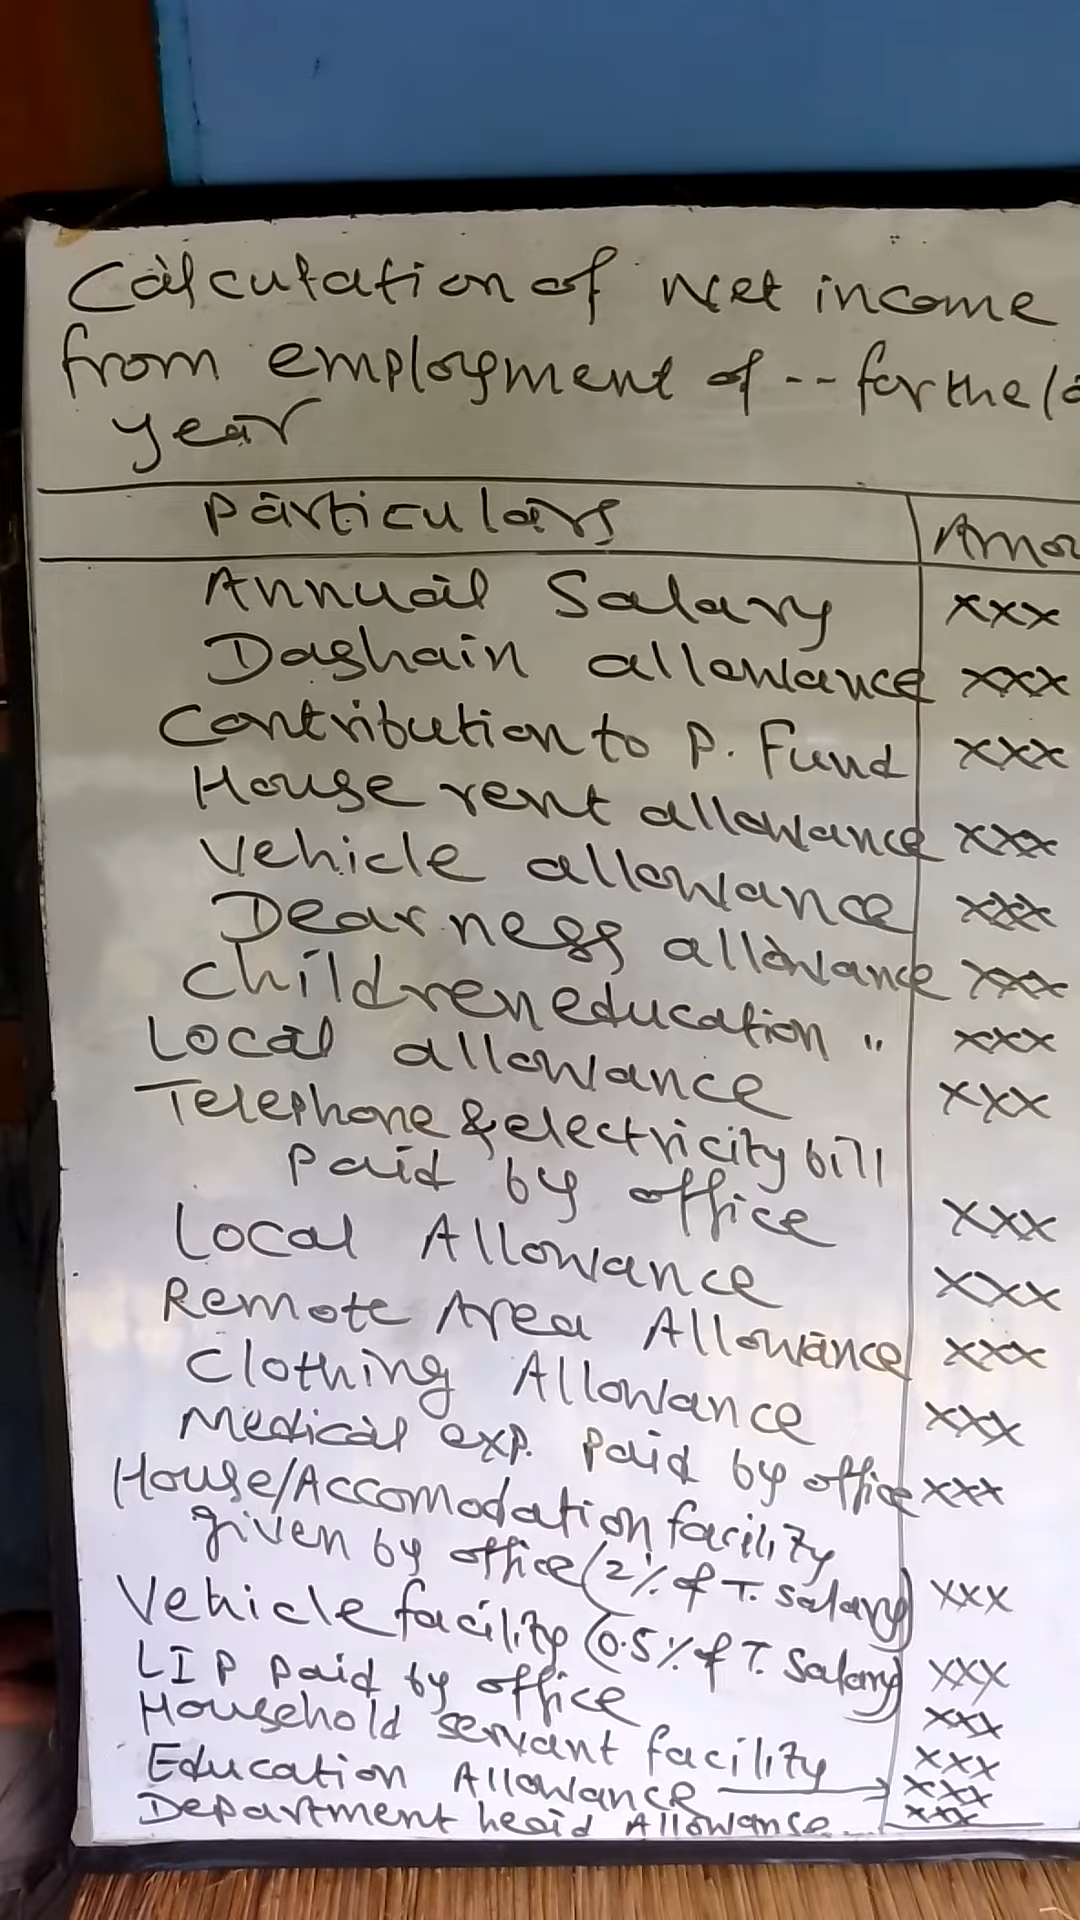 Calculation of Net income
from employment of -- for the
year
Particulars
Annual Salary xxx
Dashain allowance xxx
Contribution to P. Fund xxx
House rent allowance xxx
Vehicle allowance xxx
Dearness allowance xxx
Children education " xxx
Local allowance xxx
Telephone & electricity bill
paid by office xxx
Local Allowance xxx
Remote Area Allowance xxx
Clothing Allowance xxx
Medical exp. paid by office xxx
House/Accomodation facility
given by office (2% of T. salary) xxx
Vehicle facility (0.5% of T. Salary) xxx
LIP paid by office xxx
Household servant facility xxx
Education Allowance xxx
Department head Allowanse xxx